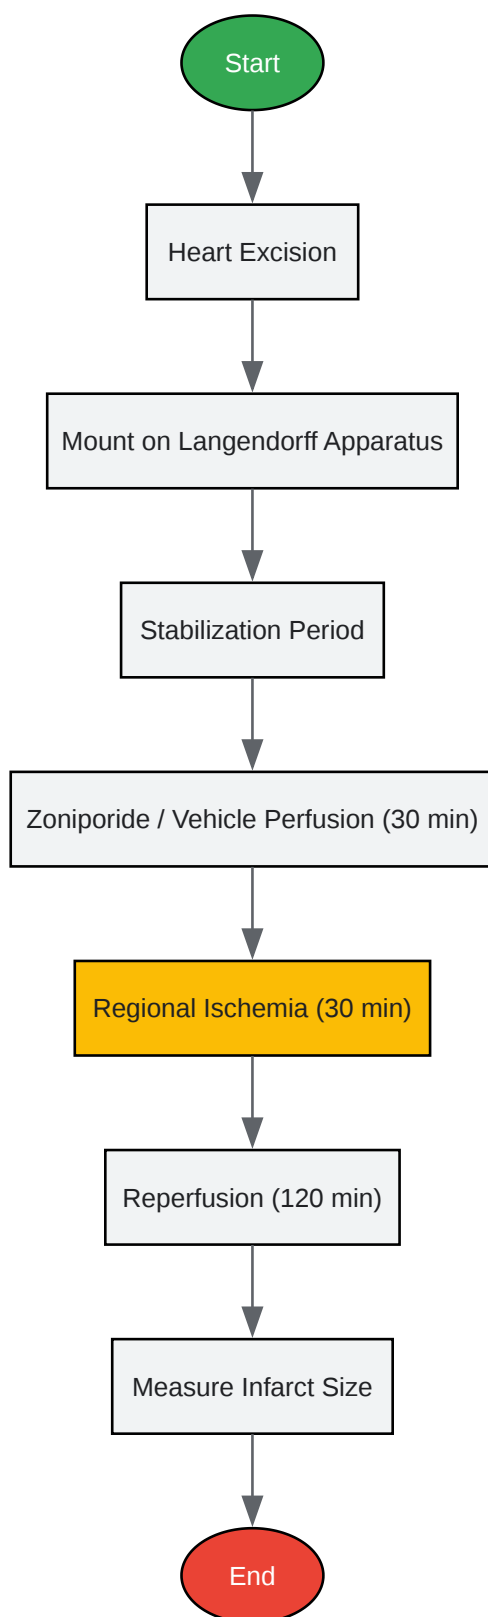 Start
Heart Excision
Mount on Langendorff Apparatus
Stabilization Period
Zoniporide / Vehicle Perfusion (30 min)
Regional Ischemia (30 min)
Reperfusion (120 min)
Measure Infarct Size
End